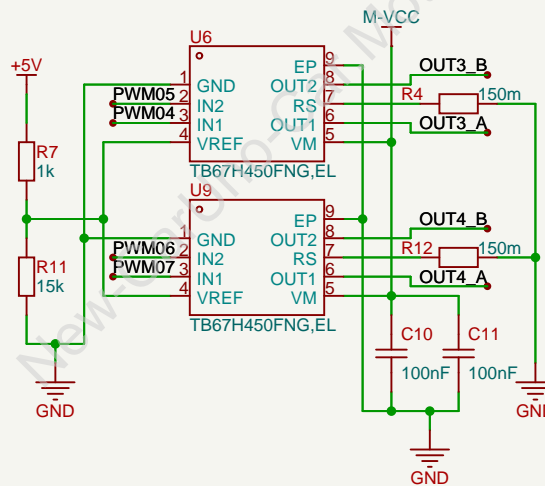 M-VCC
U6
+5V
EP 9
OUT3_B
1 GND
OUT2 8
PWM05
2 IN2
RS 7
R4
150m
PWM04
3 IN1
OUT1 6
OUT3_A
4 VREF
VM 5
R7
1k
TB67H450FNG,EL
U9
EP 9
OUT4_B
1 GND
OUT2 8
PWM06
2 IN2
RS 7
R12
150m
PWM07
3 IN1
OUT1 6
OUT4_A
4 VREF
VM 5
R11
15k
TB67H450FNG,EL
C10
C11
100nF
100nF
GND
GND
GND